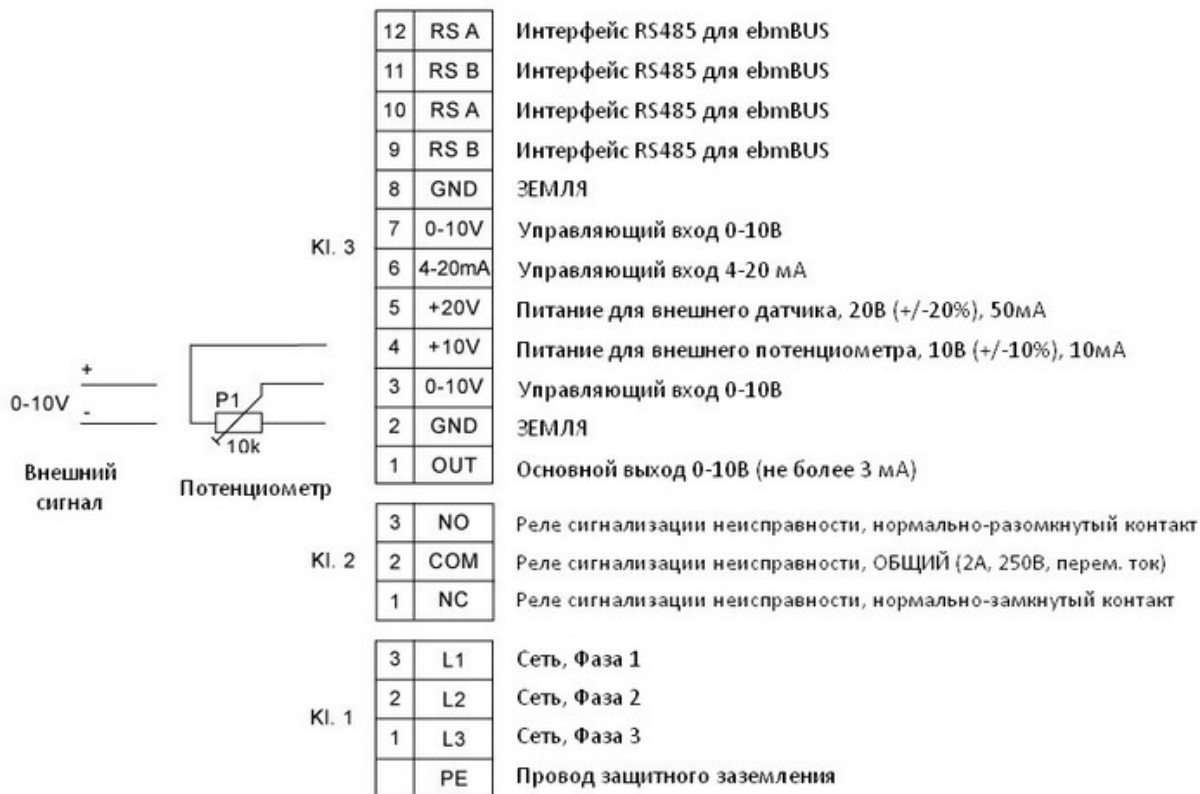 12 RS A Интерфейс RS485 для ebmBUS
11 RS B Интерфейс RS485 для ebmBUS
10 RS A Интерфейс RS485 для ebmBUS
9 RS B Интерфейс RS485 для ebmBUS
8 GND ЗЕМЛЯ
7 0-10V Управляющий вход 0-10В
Kl. 3
6 4-20mA Управляющий вход 4-20 мА
5 +20V Питание для внешнего датчика, 20В (+/-20%), 50мА
4 +10V Питание для внешнего потенциометра, 10В (+/-10%), 10мА
3 0-10V Управляющий вход 0-10В
2 GND ЗЕМЛЯ
1 OUT Основной выход 0-10В (не более 3 мА)
+
0-10V
-
Внешний
сигнал
P1
10k
Потенциометр
3 NO Реле сигнализации неисправности, нормально-разомкнутый контакт
Kl. 2 2 COM Реле сигнализации неисправности, ОБЩИЙ (2А, 250В, перем. ток)
1 NC Реле сигнализации неисправности, нормально-замкнутый контакт
3 L1 Сеть, Фаза 1
2 L2 Сеть, Фаза 2
Kl. 1
1 L3 Сеть, Фаза 3
PE Провод защитного заземления